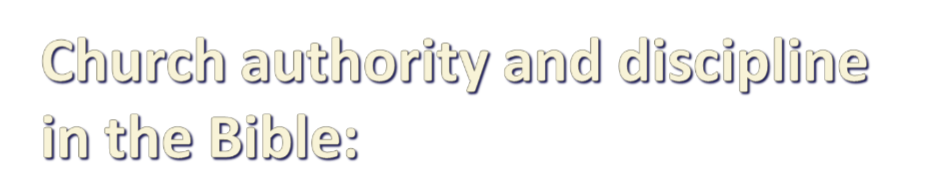 Church authority and discipline
in the Bible: